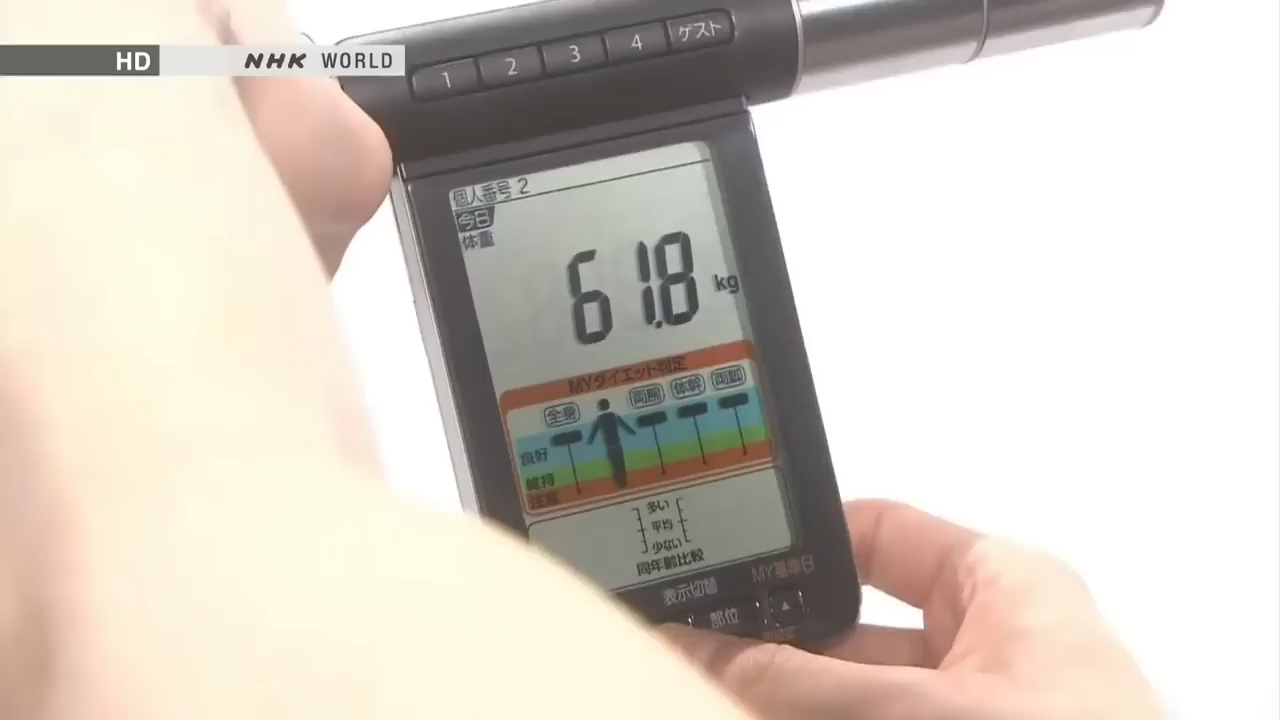 HD
NHK WORLD
1 2 3 4 ゲスト
個人番号 2
今日
体重
61.8 kg
MYダイエット判定
全身 両腕 体幹 両脚
良好
維持
注意
多い
平均
少ない
同年齢比較
表示切替 MY基準日
部位 ▲